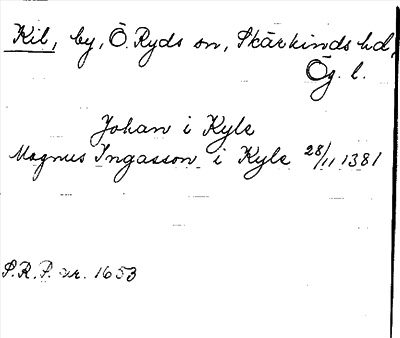 Kil, by, Ö. Ryds sn, Skärkinds hd,
Ög. l.
Johan i Kyle
Magnus Ingasson i Kyle 28/11 1381
S.R.P. nr. 1653